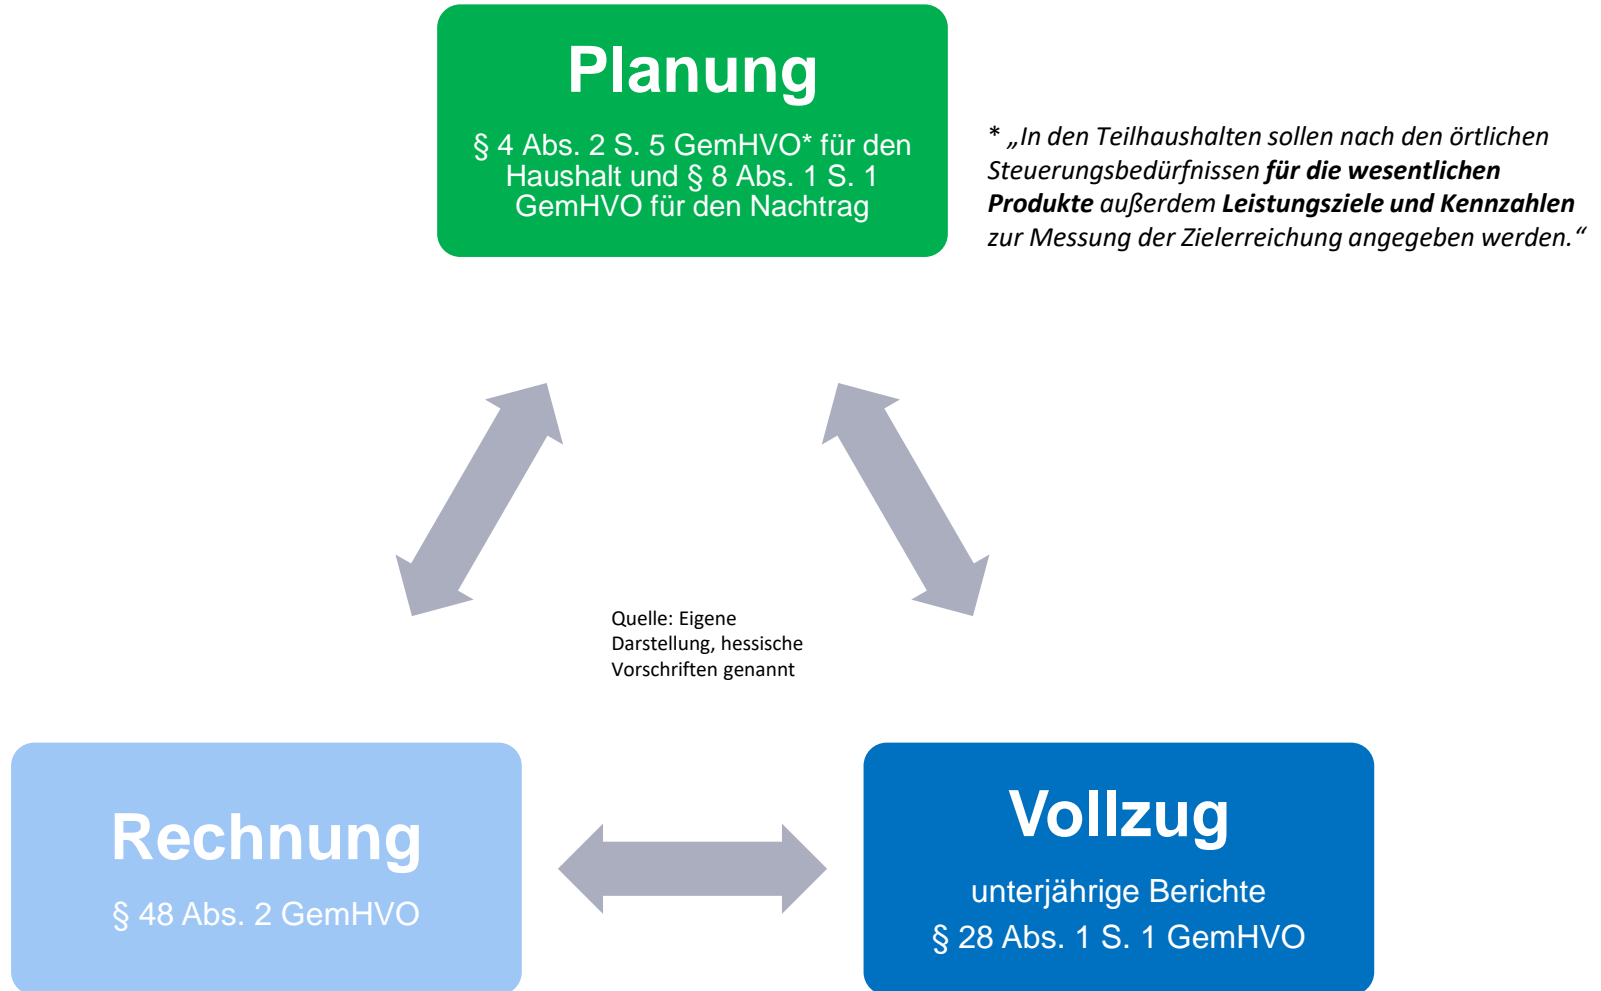 Planung
§ 4 Abs. 2 S. 5 GemHVO* für den
Haushalt und § 8 Abs. 1 S. 1
GemHVO für den Nachtrag
* „In den Teilhaushalten sollen nach den örtlichen
Steuerungsbedürfnissen für die wesentlichen
Produkte außerdem Leistungsziele und Kennzahlen
zur Messung der Zielerreichung angegeben werden.“
Quelle: Eigene
Darstellung, hessische
Vorschriften genannt
Rechnung
§ 48 Abs. 2 GemHVO
Vollzug
unterjährige Berichte
§ 28 Abs. 1 S. 1 GemHVO